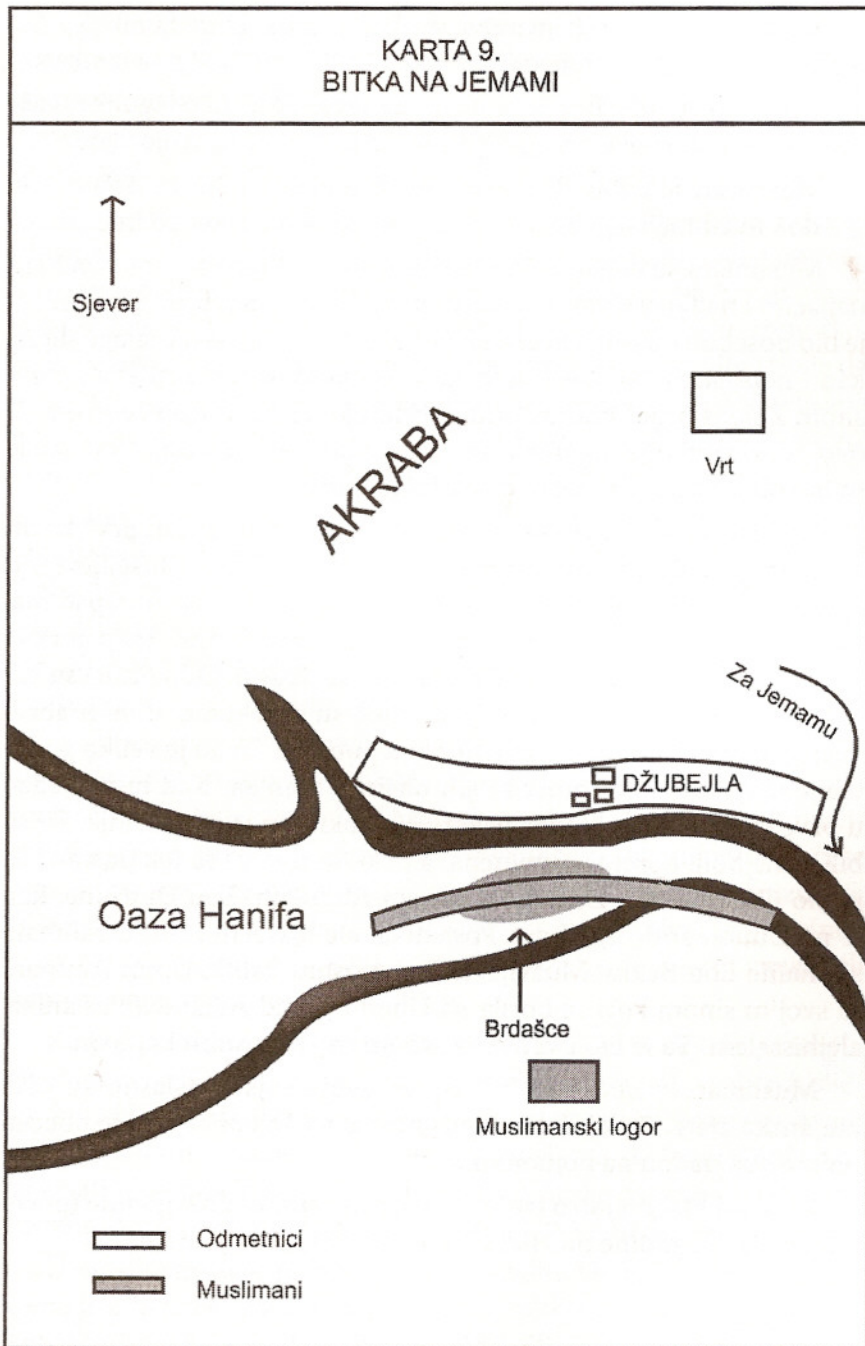 KARTA 9.
BITKA NA JEMAMI
Sjever
AKRABA
Vrt
Za Jemamu
DŽUBEJLA
Oaza Hanifa
Brdašce
Muslimanski logor
Odmetnici
Muslimani